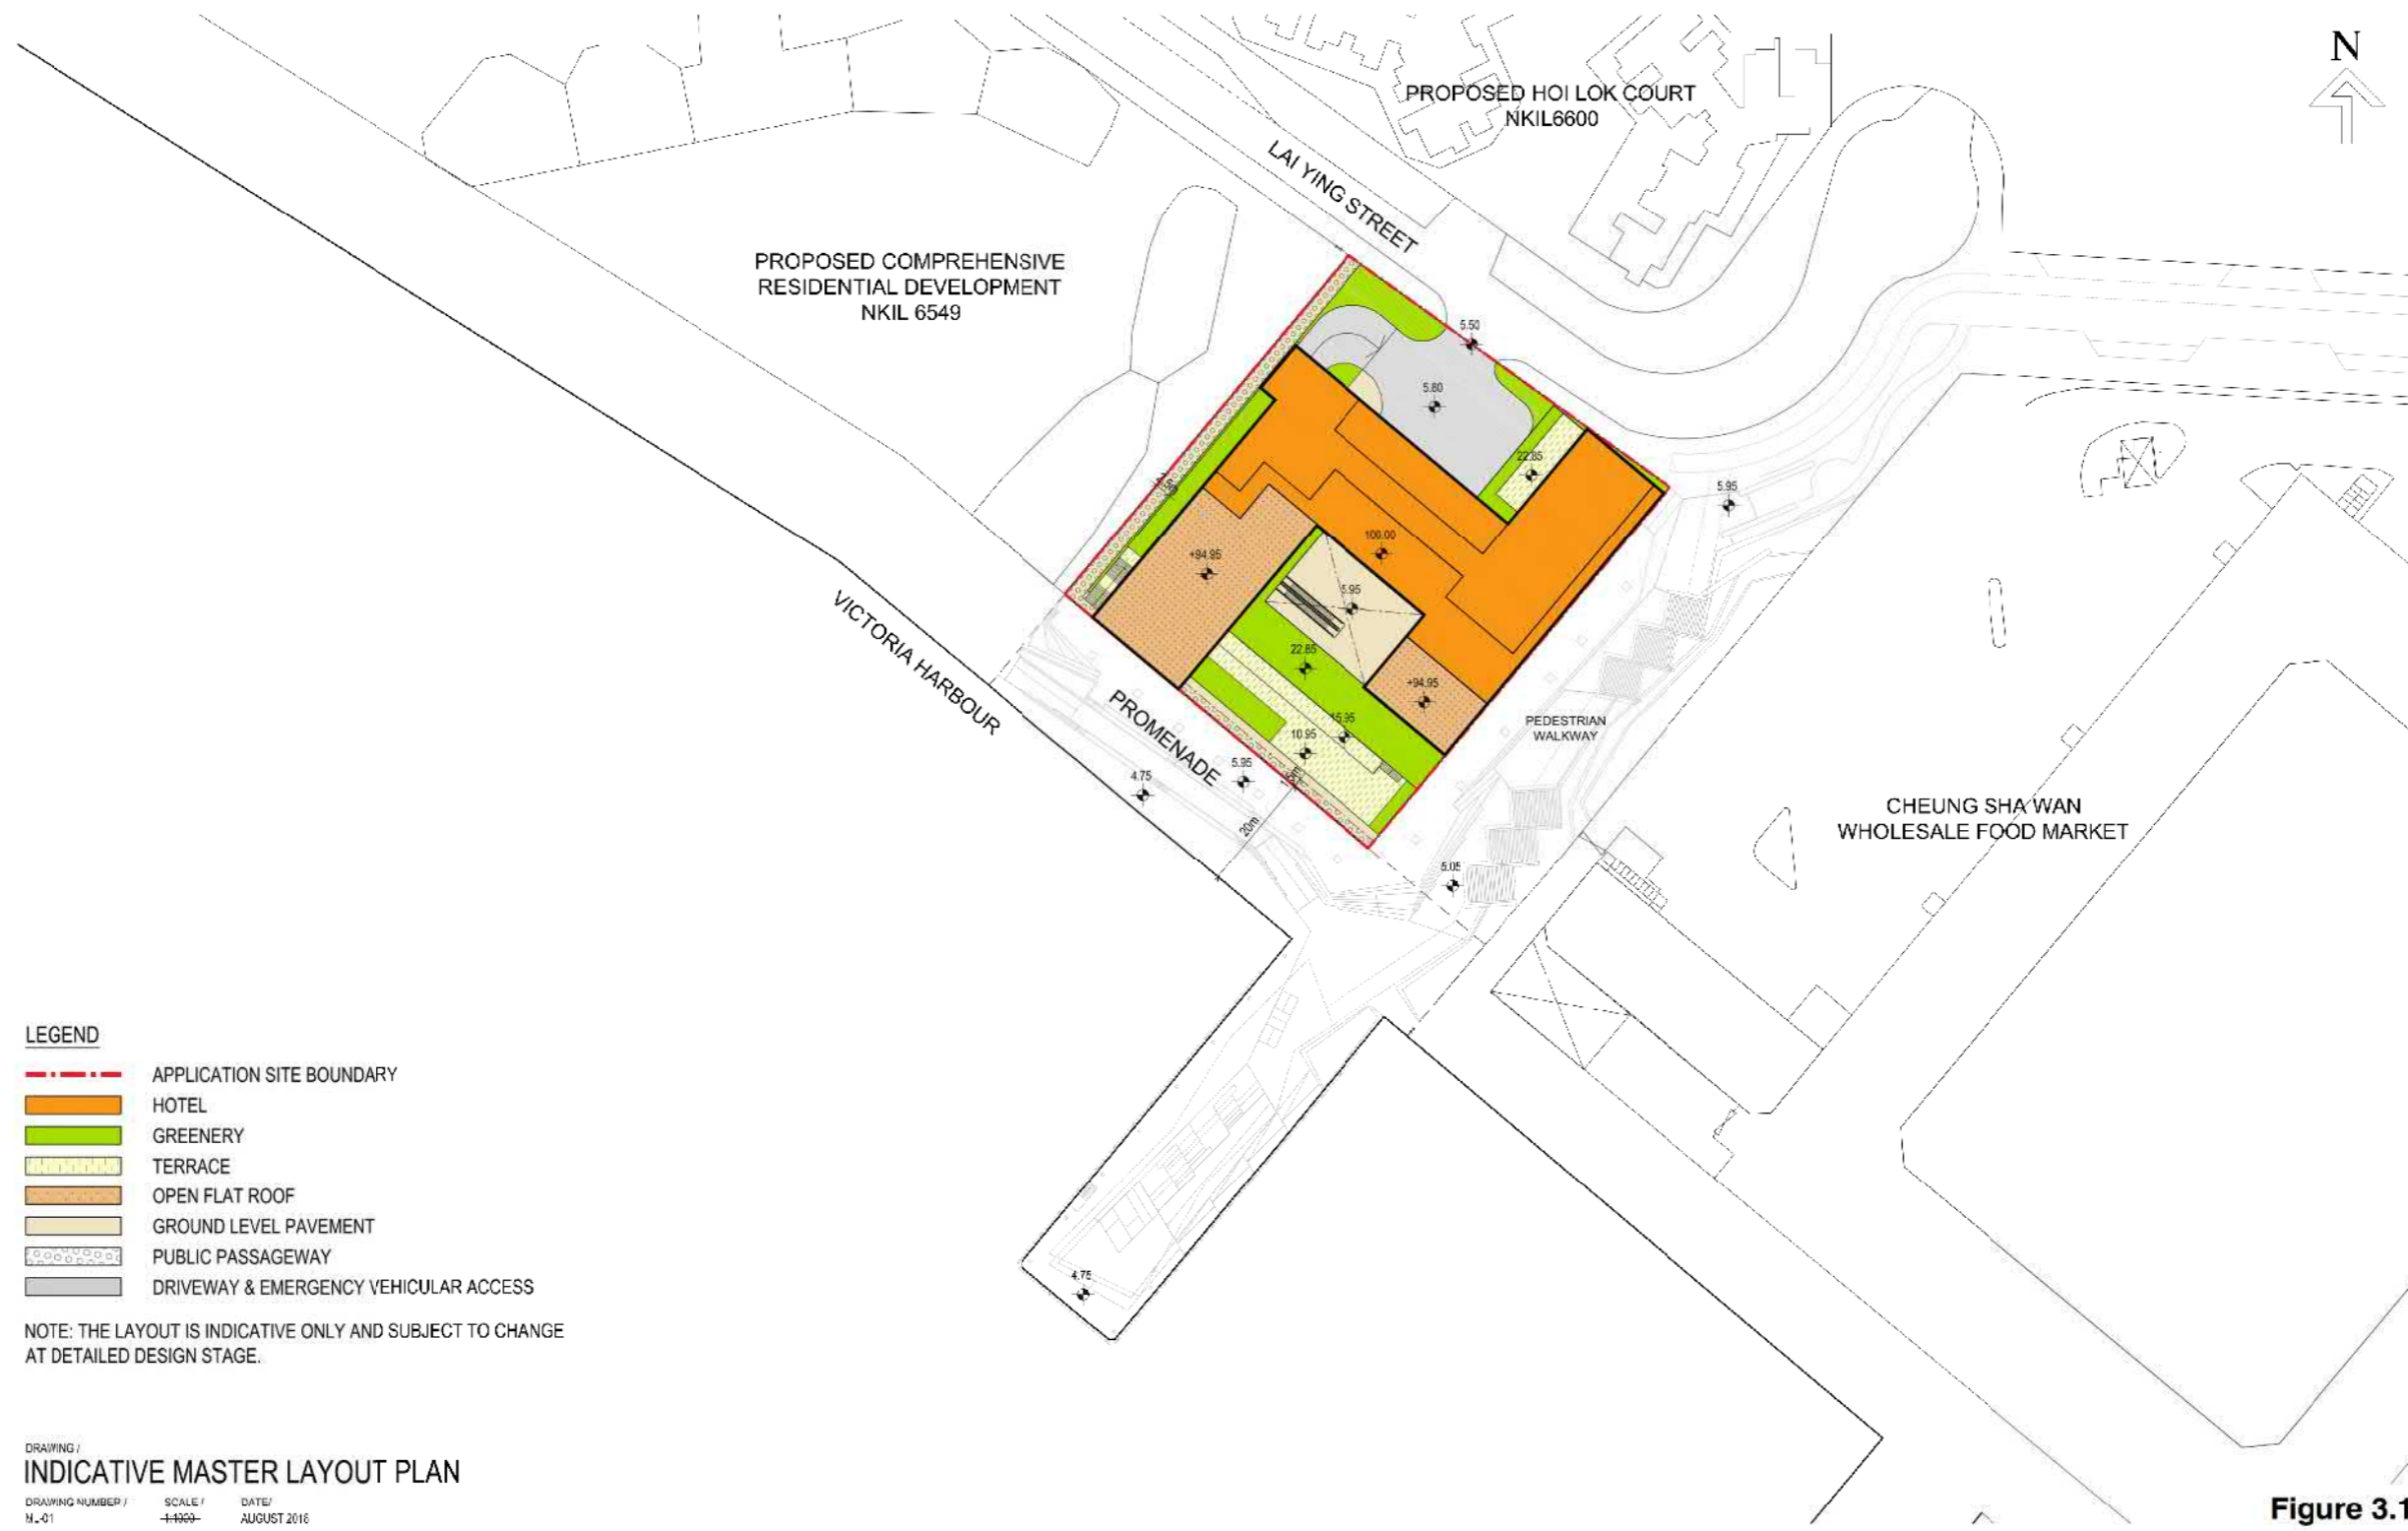 N
PROPOSED HOI LOK COURT
NKIL6600
LAI YING STREET
PROPOSED COMPREHENSIVE
RESIDENTIAL DEVELOPMENT
NKIL 6549
5.50
5.80
22.85
5.95
100.00
+94.95
5.95
22.85
+94.95
VICTORIA HARBOUR
PROMENADE
15.95
10.95
PEDESTRIAN
WALKWAY
5.95
4.75
20m
CHEUNG SHA WAN
WHOLESALE FOOD MARKET
5.05
4.75
LEGEND
APPLICATION SITE BOUNDARY
HOTEL
GREENERY
TERRACE
OPEN FLAT ROOF
GROUND LEVEL PAVEMENT
PUBLIC PASSAGEWAY
DRIVEWAY & EMERGENCY VEHICULAR ACCESS
NOTE: THE LAYOUT IS INDICATIVE ONLY AND SUBJECT TO CHANGE
AT DETAILED DESIGN STAGE.
DRAWING /
INDICATIVE MASTER LAYOUT PLAN
DRAWING NUMBER / SCALE / DATE/
1:1000 AUGUST 2018
Figure 3.1